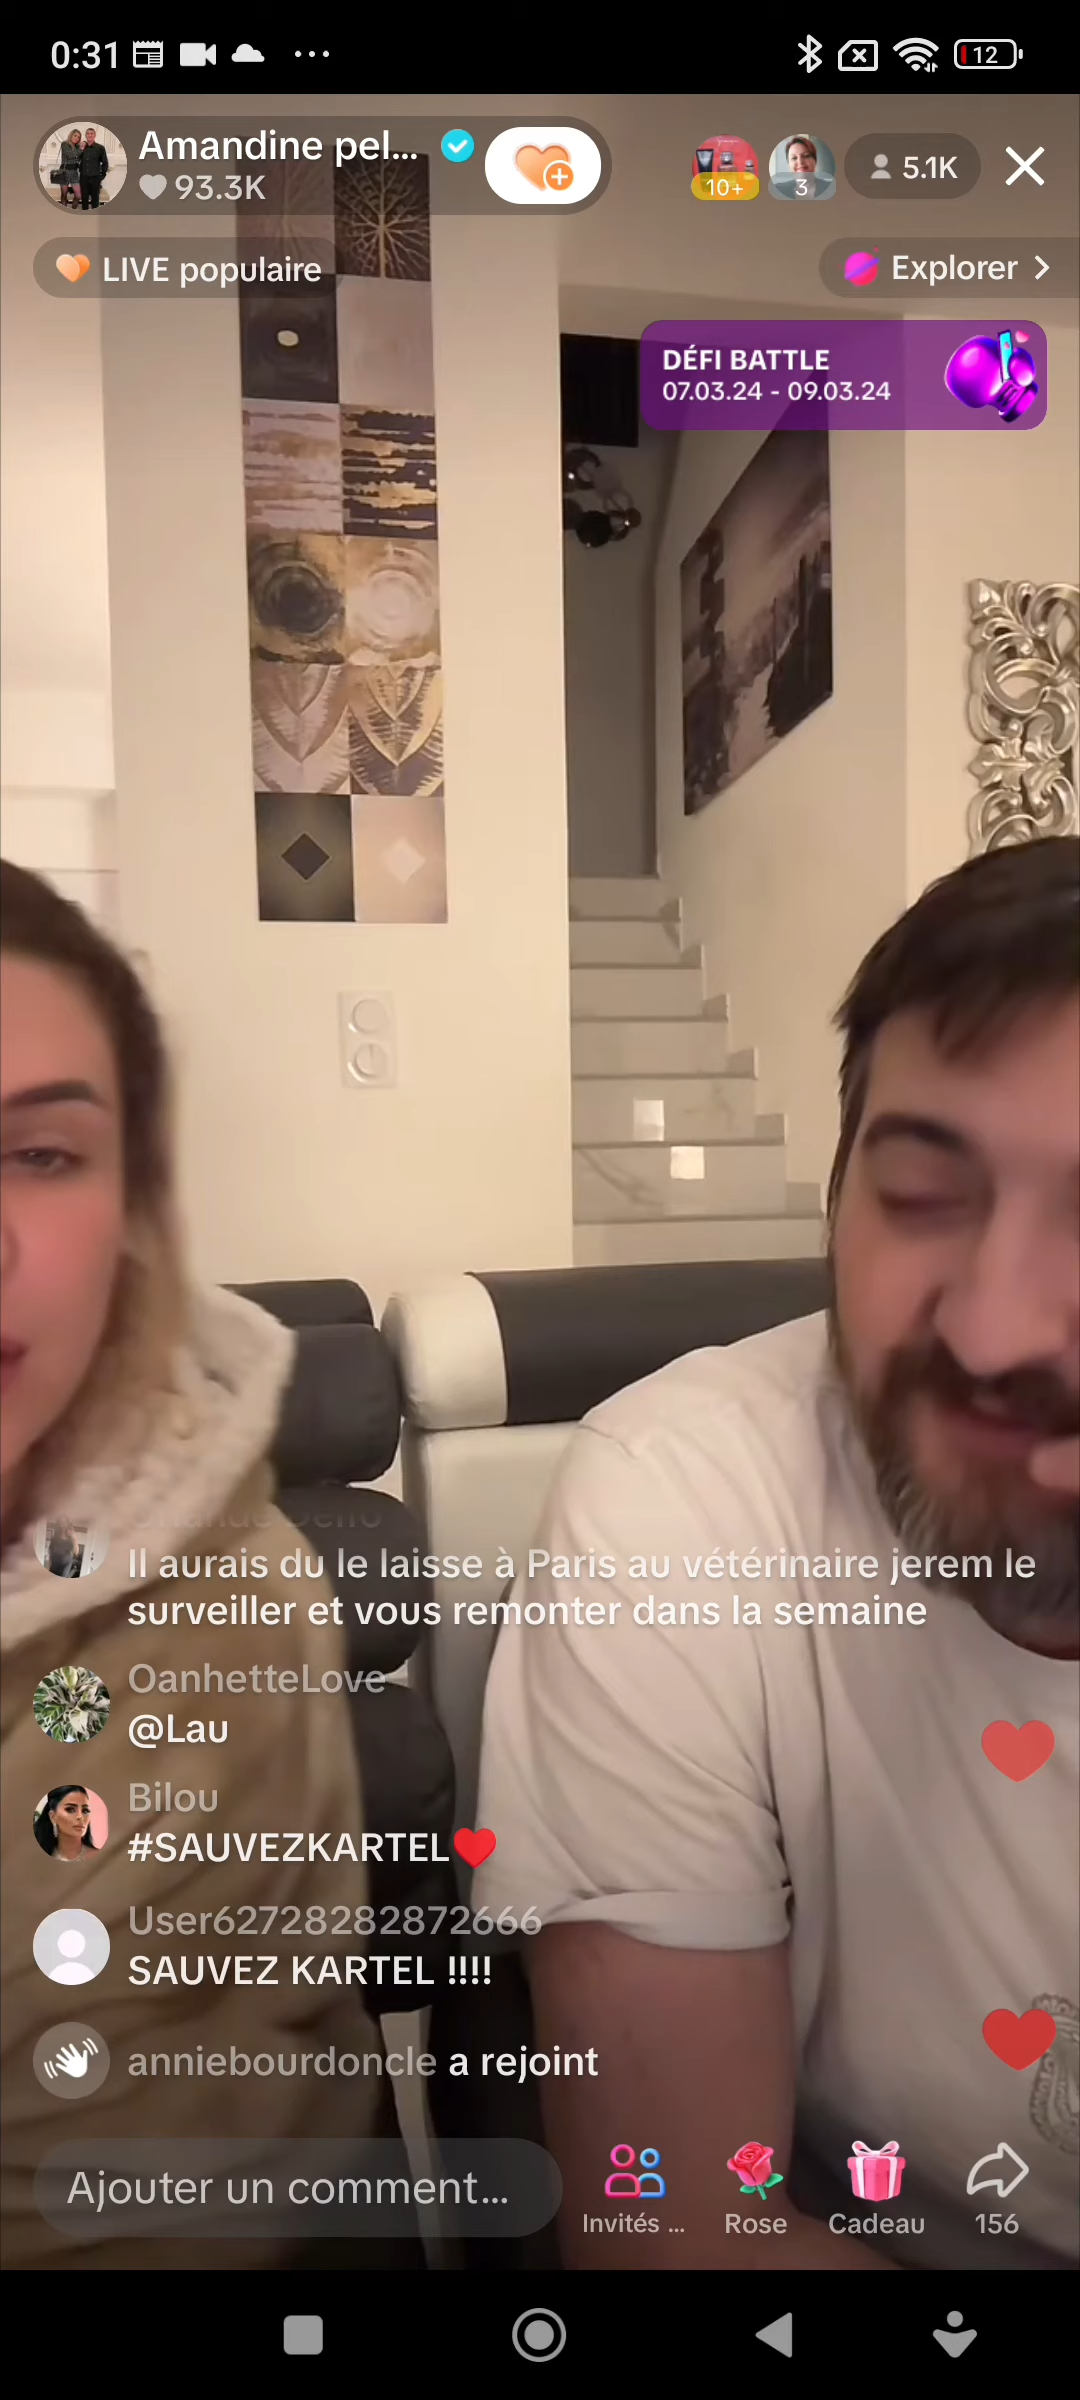 0:31
12
Amandine pel...
93.3K
10+
3
5.1K
LIVE populaire
Explorer
DÉFI BATTLE
07.03.24 - 09.03.24
Il aurais du le laisse à Paris au vétérinaire jerem le
surveiller et vous remonter dans la semaine
OanhetteLove
@Lau
Bilou
#SAUVEZKARTEL❤️
User62728282872666
SAUVEZ KARTEL !!!!
anniebourdoncle a rejoint
Ajouter un comment...
Invités ...
Rose
Cadeau
156